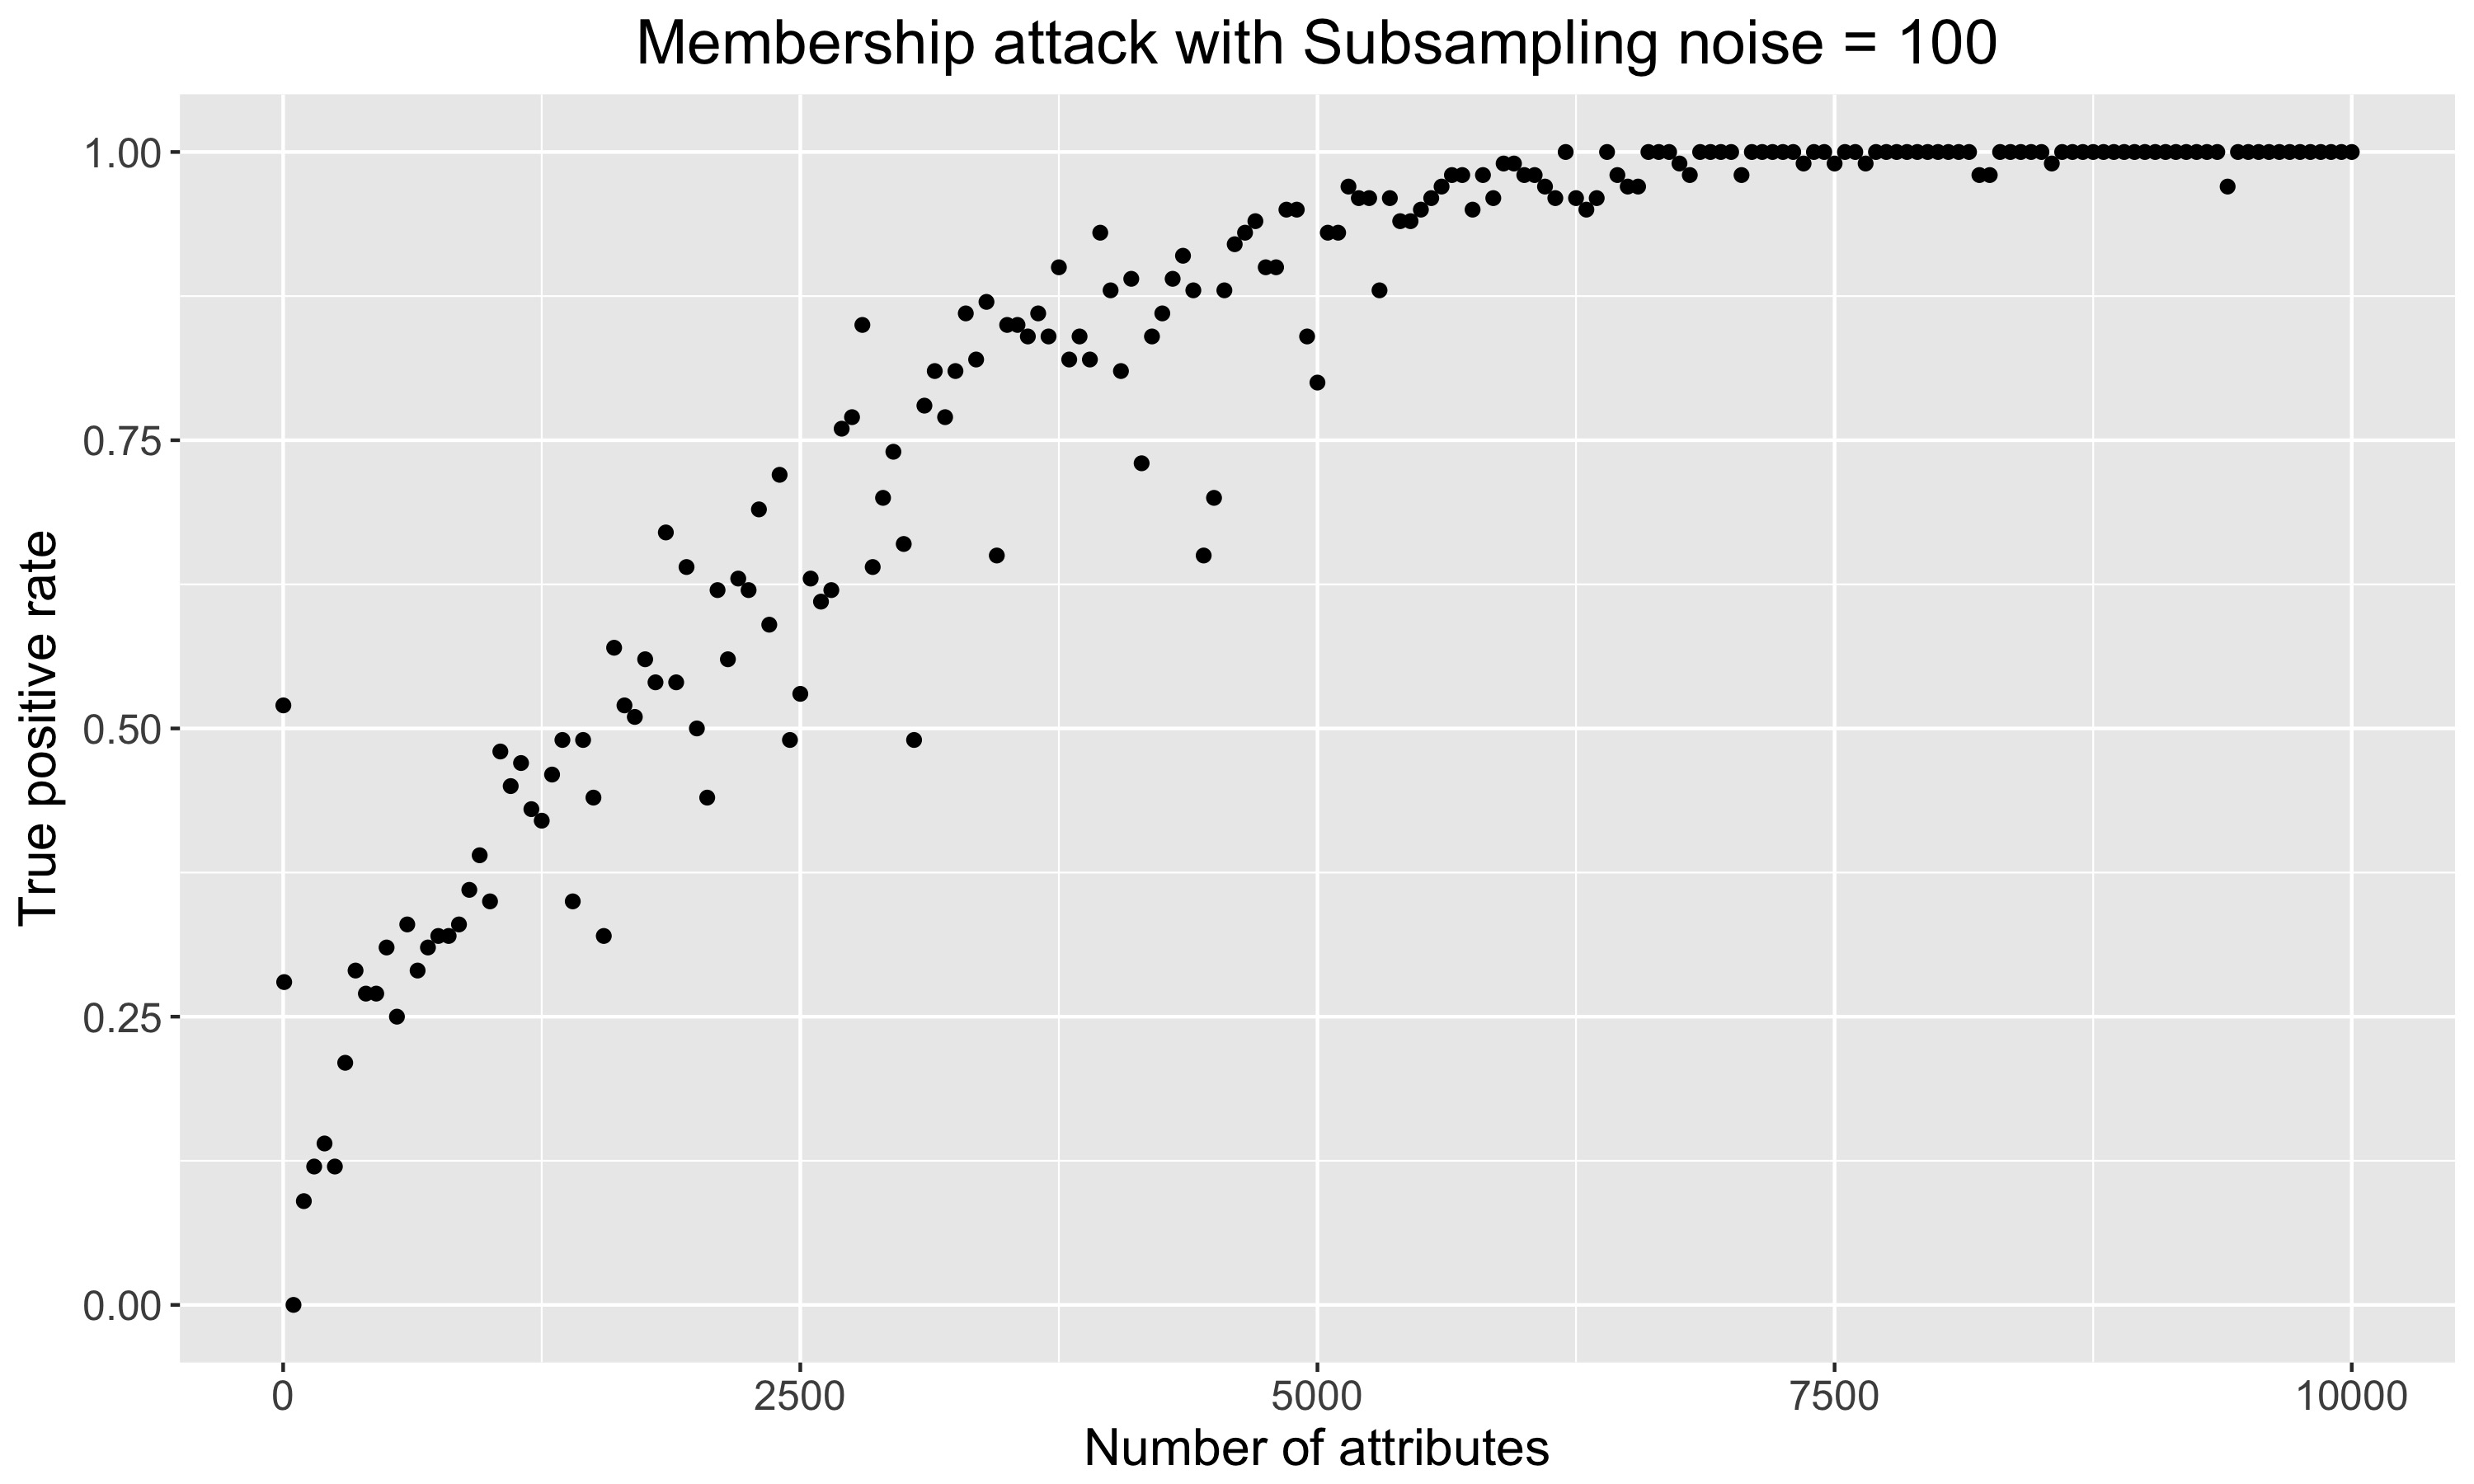 Membership attack with Subsampling noise = 100
True positive rate
1.00
0.75
0.50
0.25
0.00
0 2500 5000 7500 10000
Number of attributes